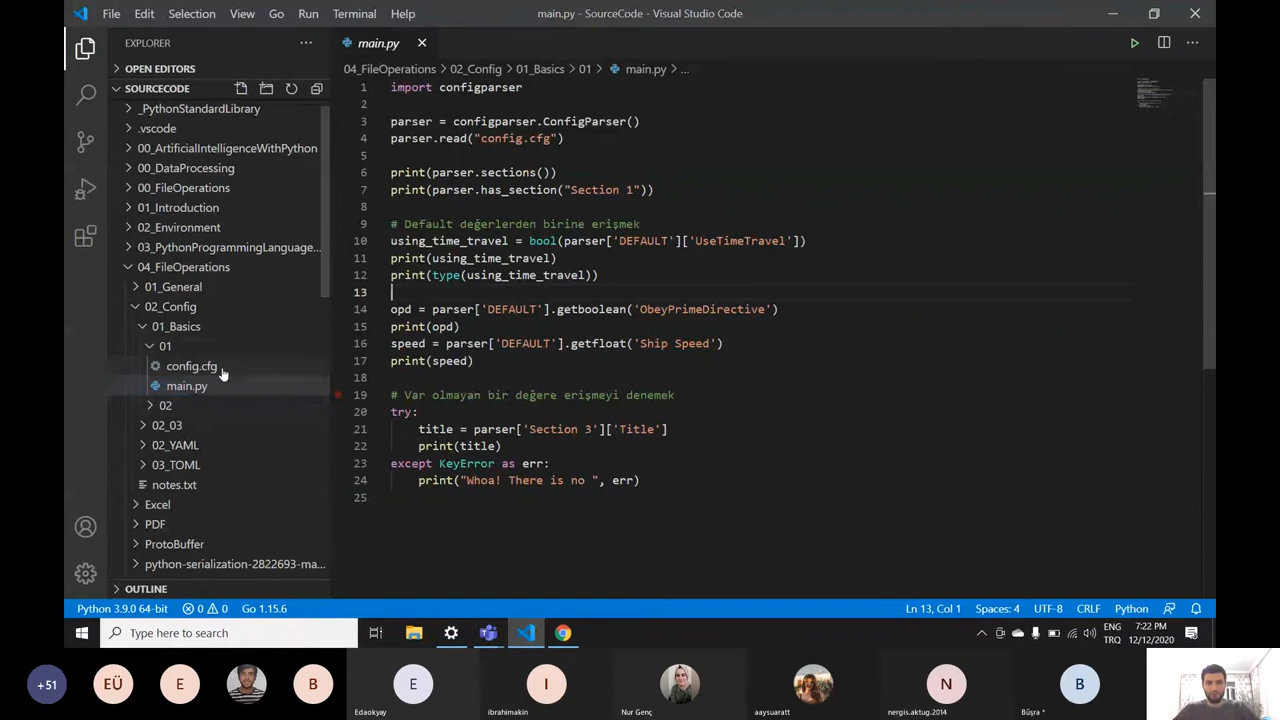 File Edit Selection View Go Run Terminal Help
main.py - SourceCode - Visual Studio Code
EXPLORER
OPEN EDITORS
SOURCECODE
_PythonStandardLibrary
.vscode
00_ArtificialIntelligenceWithPython
00_DataProcessing
00_FileOperations
01_Introduction
02_Environment
03_PythonProgrammingLanguage...
04_FileOperations
01_General
02_Config
01_Basics
01
config.cfg
main.py
02
02_03
02_YAML
03_TOML
notes.txt
Excel
PDF
ProtoBuffer
python-serialization-2822693-ma...
OUTLINE
main.py
04_FileOperations > 02_Config > 01_Basics > 01 > main.py > ...
1 import configparser
2
3 parser = configparser.ConfigParser()
4 parser.read("config.cfg")
5
6 print(parser.sections())
7 print(parser.has_section("Section 1"))
8
9 # Default değerlerden birine erişmek
10 using_time_travel = bool(parser['DEFAULT']['UseTimeTravel'])
11 print(using_time_travel)
12 print(type(using_time_travel))
13
14 opd = parser['DEFAULT'].getboolean('ObeyPrimeDirective')
15 print(opd)
16 speed = parser['DEFAULT'].getfloat('Ship Speed')
17 print(speed)
18
19 # Var olmayan bir değere erişmeyi denemek
20 try:
21 title = parser['Section 3']['Title']
22 print(title)
23 except KeyError as err:
24 print("Whoa! There is no ", err)
25
Python 3.9.0 64-bit 0 0 Go 1.15.6
Ln 13, Col 1 Spaces: 4 UTF-8 CRLF Python
Type here to search
TRQ
7:22 PM
12/12/2020
+51 EÜ E B E I N B
Edaokyay ibrahimakin Nur Genç aaysuaratt nergis.aktug.2014 Büşra *